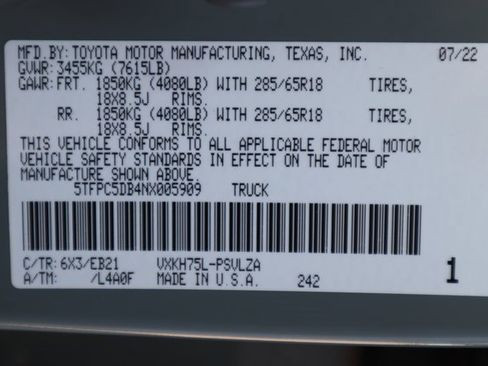 MFD.BY: TOYOTA MOTOR MANUFACTURING, TEXAS, INC. 07/22
GVWR: 3455KG (7615LB)
GAWR: FRT. 1850KG (4080LB) WITH 285/65R18 TIRES,
18X8.5J RIMS.
RR. 1850KG (4080LB) WITH 285/65R18 TIRES,
18X8.5J RIMS.
THIS VEHICLE CONFORMS TO ALL APPLICABLE FEDERAL MOTOR
VEHICLE SAFETY STANDARDS IN EFFECT ON THE DATE OF
MANUFACTURE SHOWN ABOVE.
5TFPC5DB4NX005909 TRUCK
C/TR: 6X3/EB21 VXKH75L-PSVLZA
A/TM: /L4A0F MADE IN U.S.A. 242 1